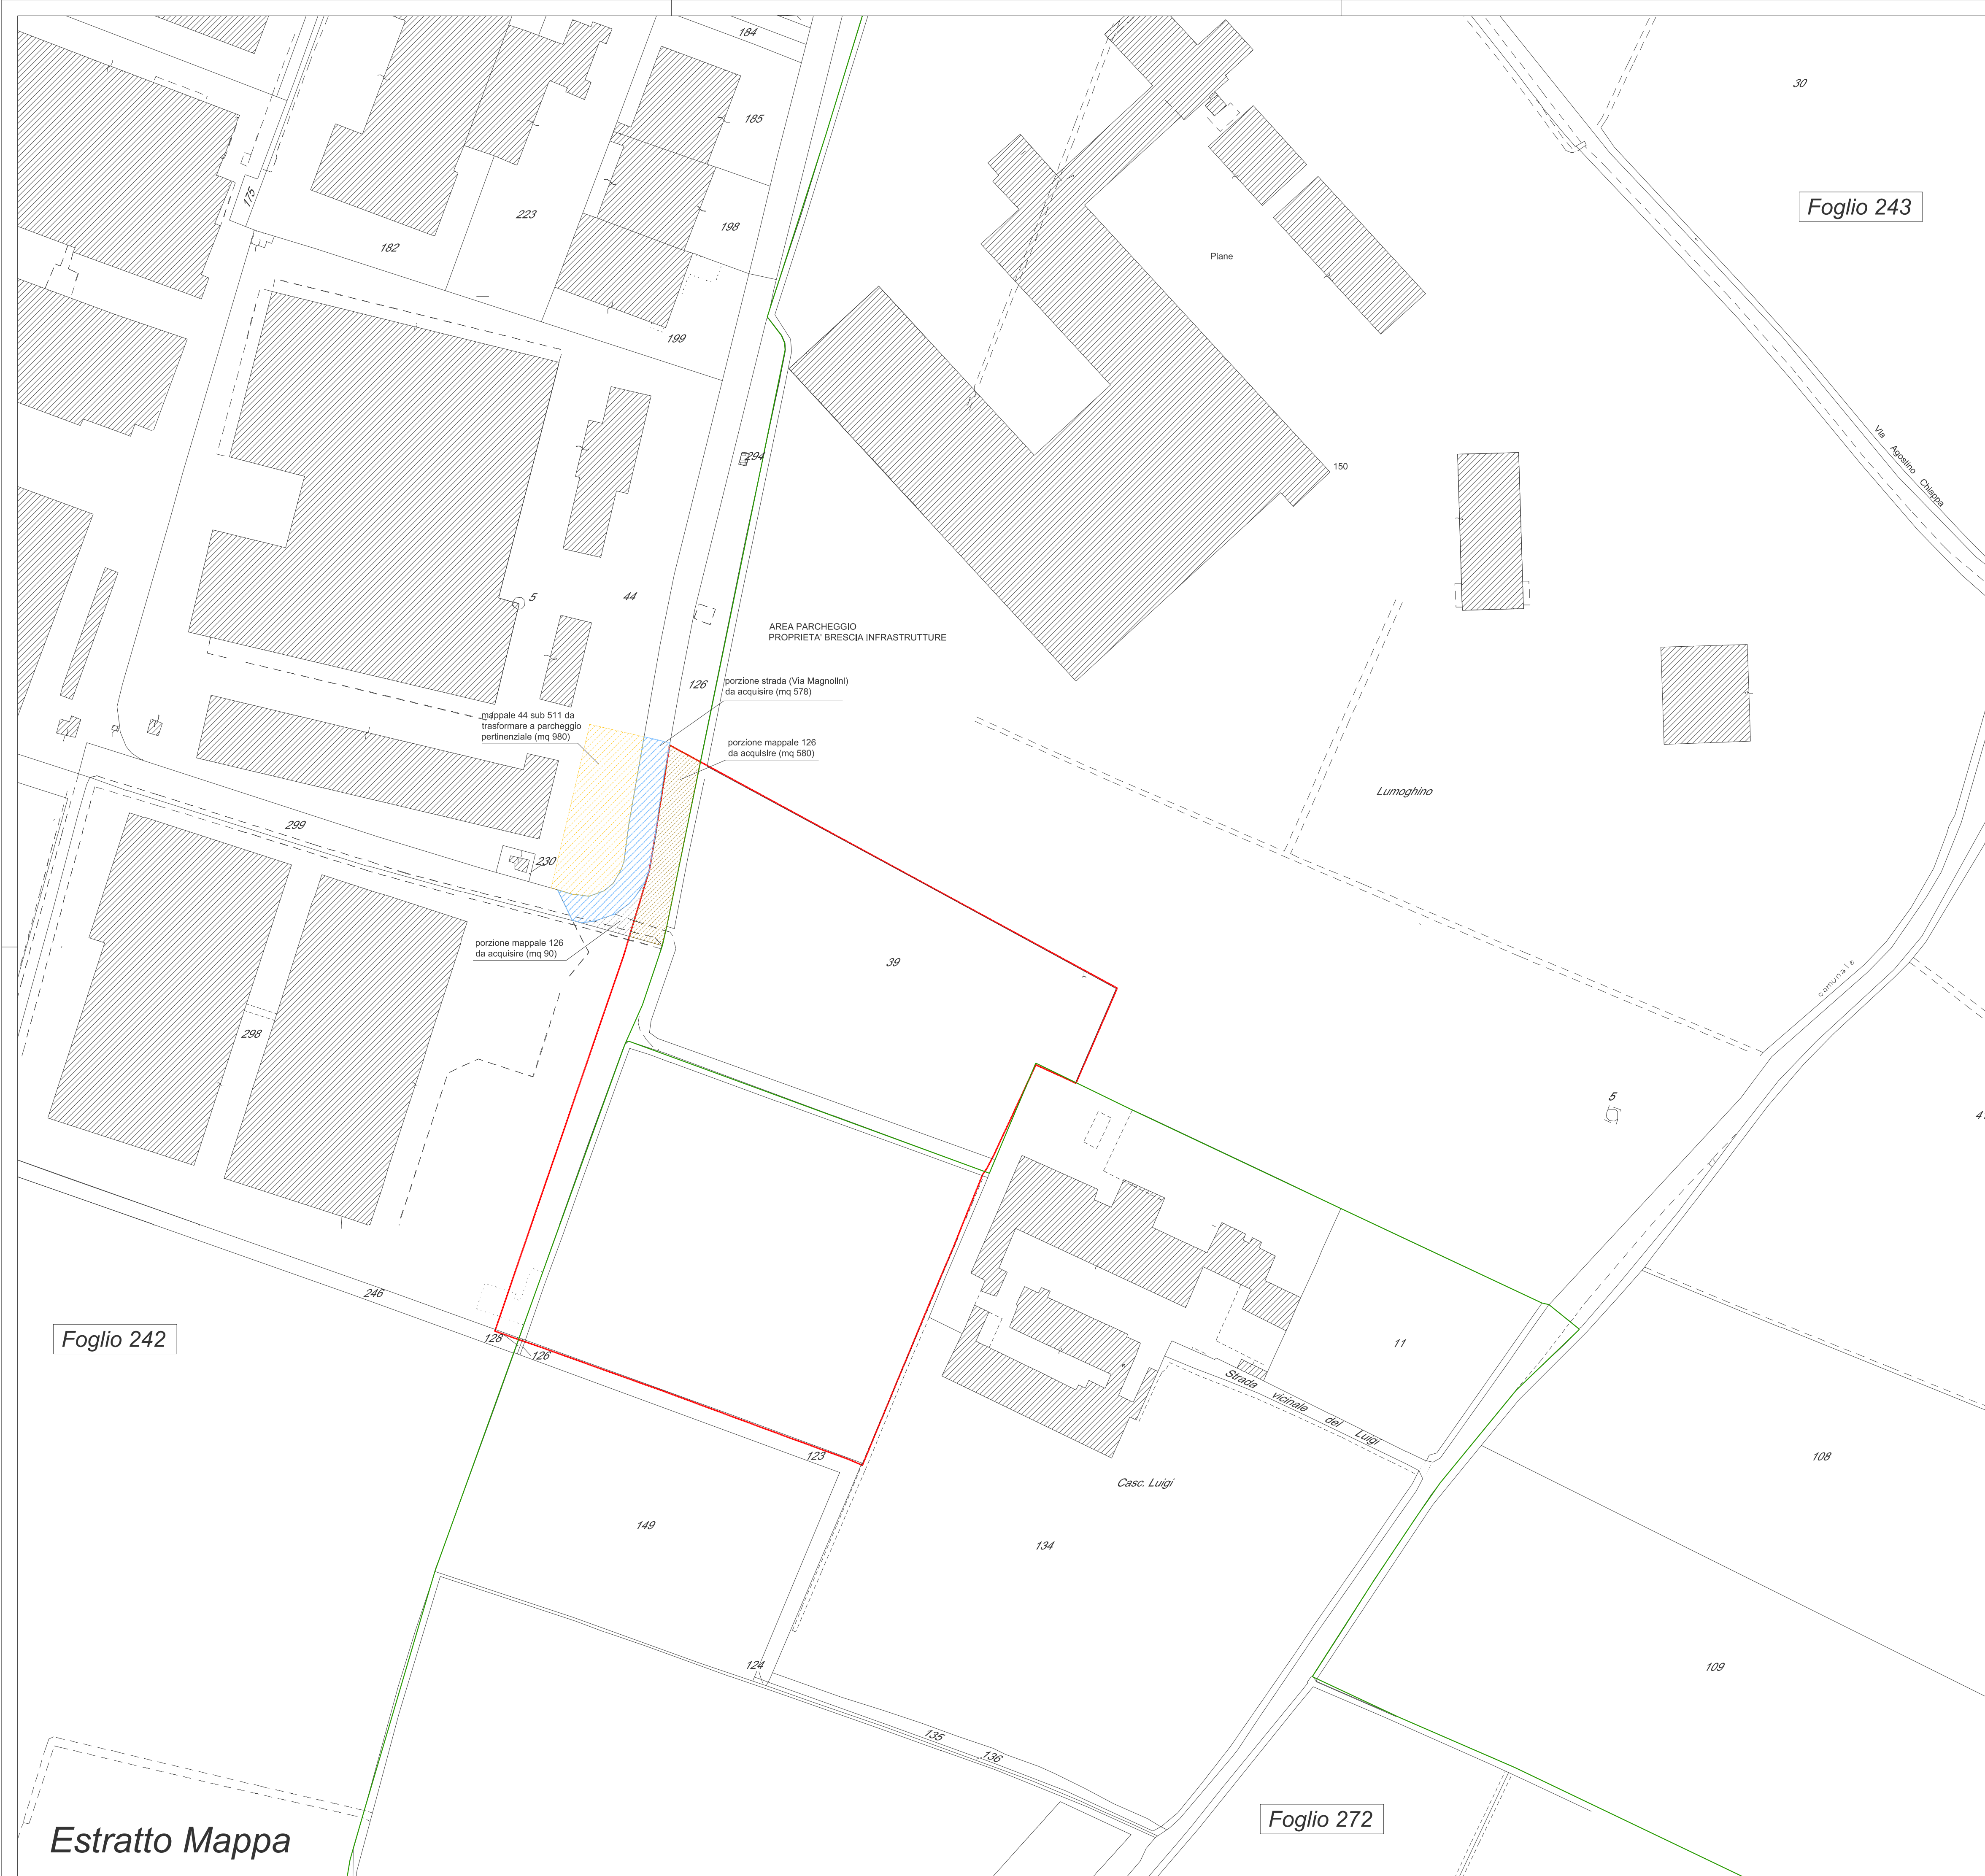 184
30
185
175
Foglio 243
223
198
182
Piane
199
Via Agostino Chiappa
294
150
5
44
AREA PARCHEGGIO
PROPRIETA' BRESCIA INFRASTRUTTURE
126
porzione strada (Via Magnolini)
da acquisire (mq 578)
mappale 44 sub 511 da
trasformare a parcheggio
pertinenziale (mq 980)
porzione mappale 126
da acquisire (mq 580)
Lumoghino
299
230
porzione mappale 126
da acquisire (mq 90)
39
comunale
298
5
246
Foglio 242
128
126
11
Strada vicinale del Luigi
123
108
Casc. Luigi
149
134
124
109
135
136
Foglio 272
Estratto Mappa